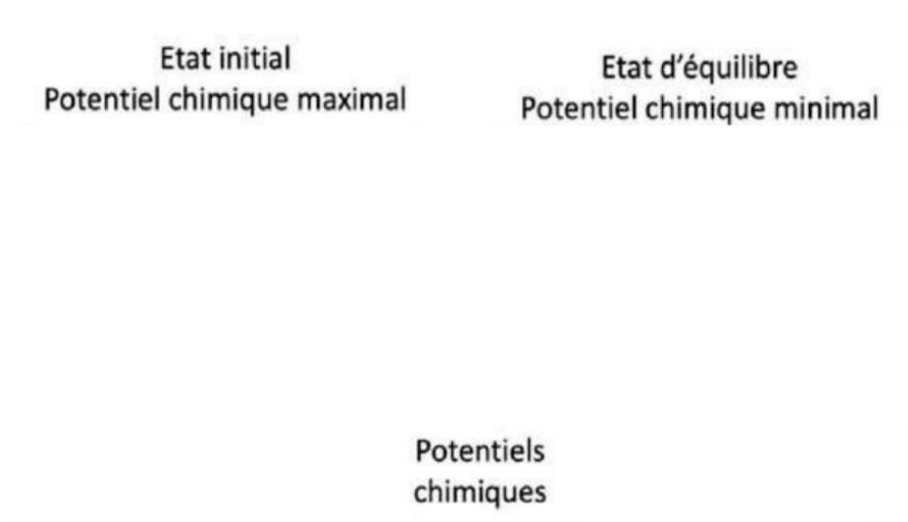 Etat initial
Potentiel chimique maximal
Etat d'équilibre
Potentiel chimique minimal
Potentiels
chimiques